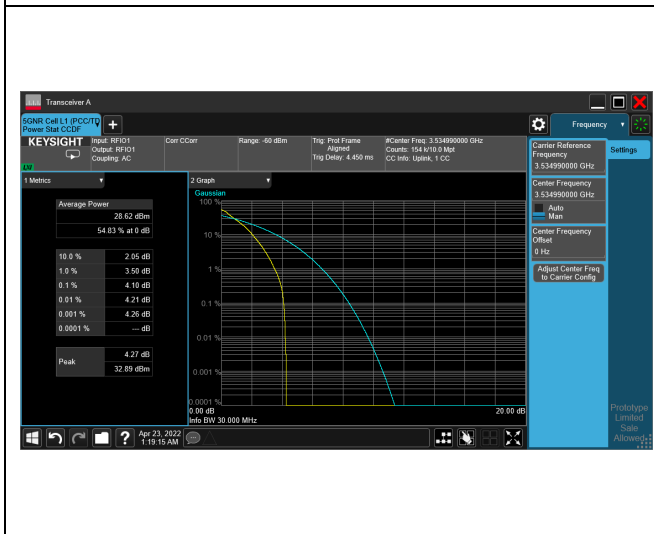 Transceiver A
5GNR Cell L1 (PCC/TD
Power Stat CCDF
Frequency
KEYSIGHT
Input: RFIO1
Output: RFIO1
Coupling: AC
Corr CCorr
Range: -60 dBm
Trig: Prot Frame
Aligned
Trig Delay: 4.450 ms
#Center Freq: 3.534990000 GHz
Counts: 154 k/10.0 Mpt
CC Info: Uplink, 1 CC
1 Metrics
Average Power
28.62 dBm
54.83 % at 0 dB
10.0 % 2.05 dB
1.0 % 3.50 dB
0.1 % 4.10 dB
0.01 % 4.21 dB
0.001 % 4.26 dB
0.0001 % --- dB
Peak
4.27 dB
32.89 dBm
2 Graph
Gaussian
100 %
10 %
1 %
0.1 %
0.01 %
0.001 %
0.0001 %
0.00 dB
20.00 dB
Info BW 30.000 MHz
Carrier Reference
Frequency
3.534990000 GHz
Center Frequency
3.534990000 GHz
Auto
Man
Center Frequency
Offset
0 Hz
Adjust Center Freq
to Carrier Config
Settings
Prototype
Limited
Sale
Allowed
?
Apr 23, 2022
1:19:15 AM